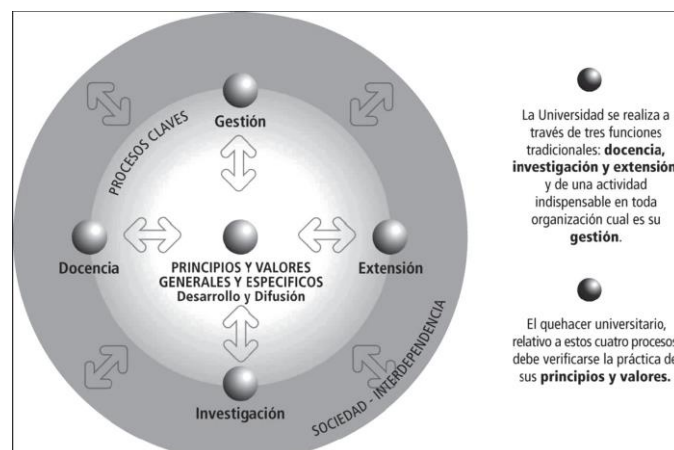 PROCESOS CLAVES
Gestión
Docencia
PRINCIPIOS Y VALORES
GENERALES Y ESPECIFICOS
Desarrollo y Difusión
Extensión
Investigación
SOCIEDAD - INTERDEPENDENCIA
La Universidad se realiza a
través de tres funciones
tradicionales: docencia,
investigación y extensión
y de una actividad
indispensable en toda
organización cual es su
gestión.
El quehacer universitario,
relativo a estos cuatro procesos
debe verificarse la práctica de
sus principios y valores.